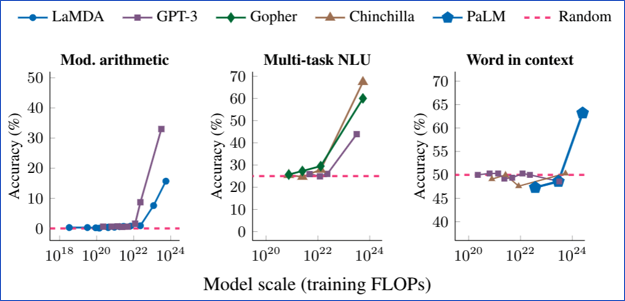 LaMDA GPT-3 Gopher Chinchilla PaLM Random
Mod. arithmetic
Accuracy (%)
50
40
30
20
10
0
10^18 10^20 10^22 10^24
Multi-task NLU
Accuracy (%)
70
60
50
40
30
20
10
0
10^20 10^22 10^24
Word in context
Accuracy (%)
70
65
60
55
50
45
40
10^20 10^22 10^24
Model scale (training FLOPs)